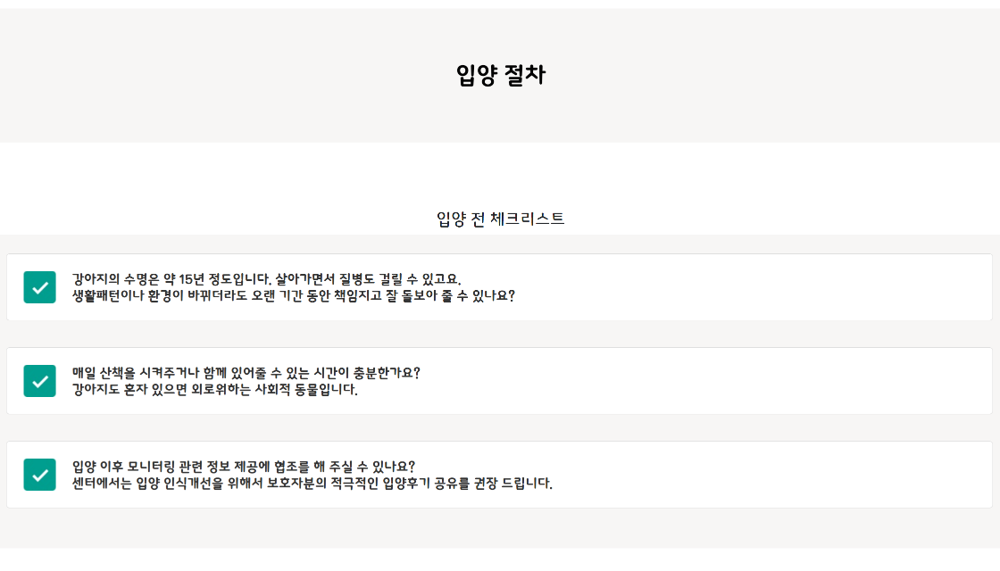 입양 절차
입양 전 체크리스트
강아지의 수명은 약 15년 정도입니다. 살아가면서 질병도 걸릴 수 있고요.
생활패턴이나 환경이 바뀌더라도 오랜 기간 동안 책임지고 잘 돌보아 줄 수 있나요?
매일 산책을 시켜주거나 함께 있어줄 수 있는 시간이 충분한가요?
강아지도 혼자 있으면 외로워하는 사회적 동물입니다.
입양 이후 모니터링 관련 정보 제공에 협조를 해 주실 수 있나요?
센터에서는 입양 인식개선을 위해서 보호자분의 적극적인 입양후기 공유를 권장 드립니다.